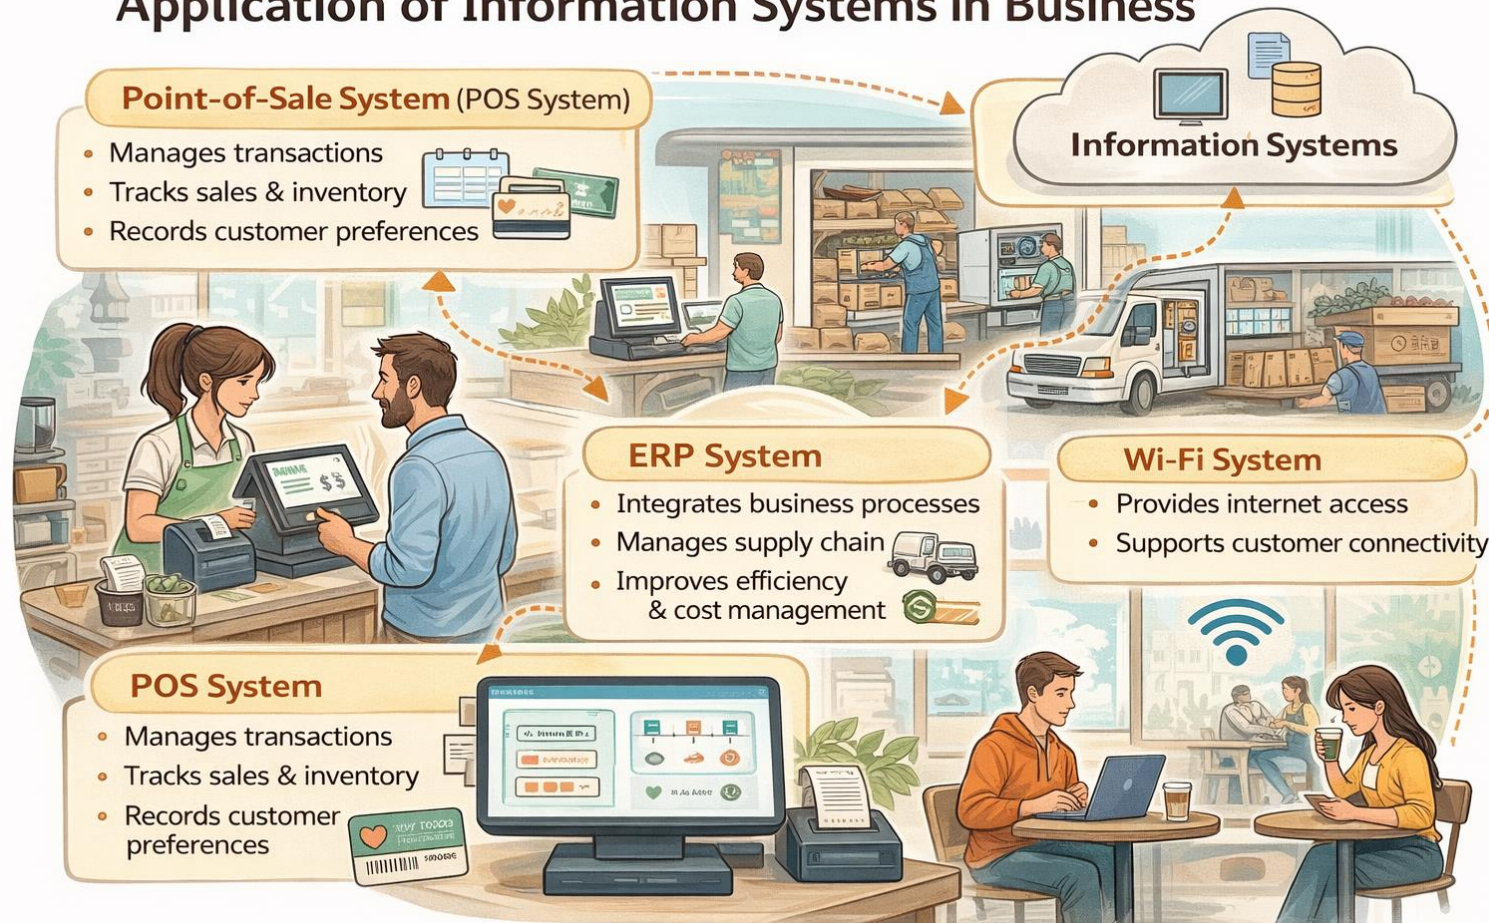 Application of Information Systems in Business
Point-of-Sale System (POS System)
• Manages transactions
• Tracks sales & inventory
• Records customer preferences
Information Systems
ERP System
• Integrates business processes
• Manages supply chain
• Improves efficiency
& cost management
Wi-Fi System
• Provides internet access
• Supports customer connectivity
$$
POS System
• Manages transactions
• Tracks sales & inventory
• Records customer
preferences